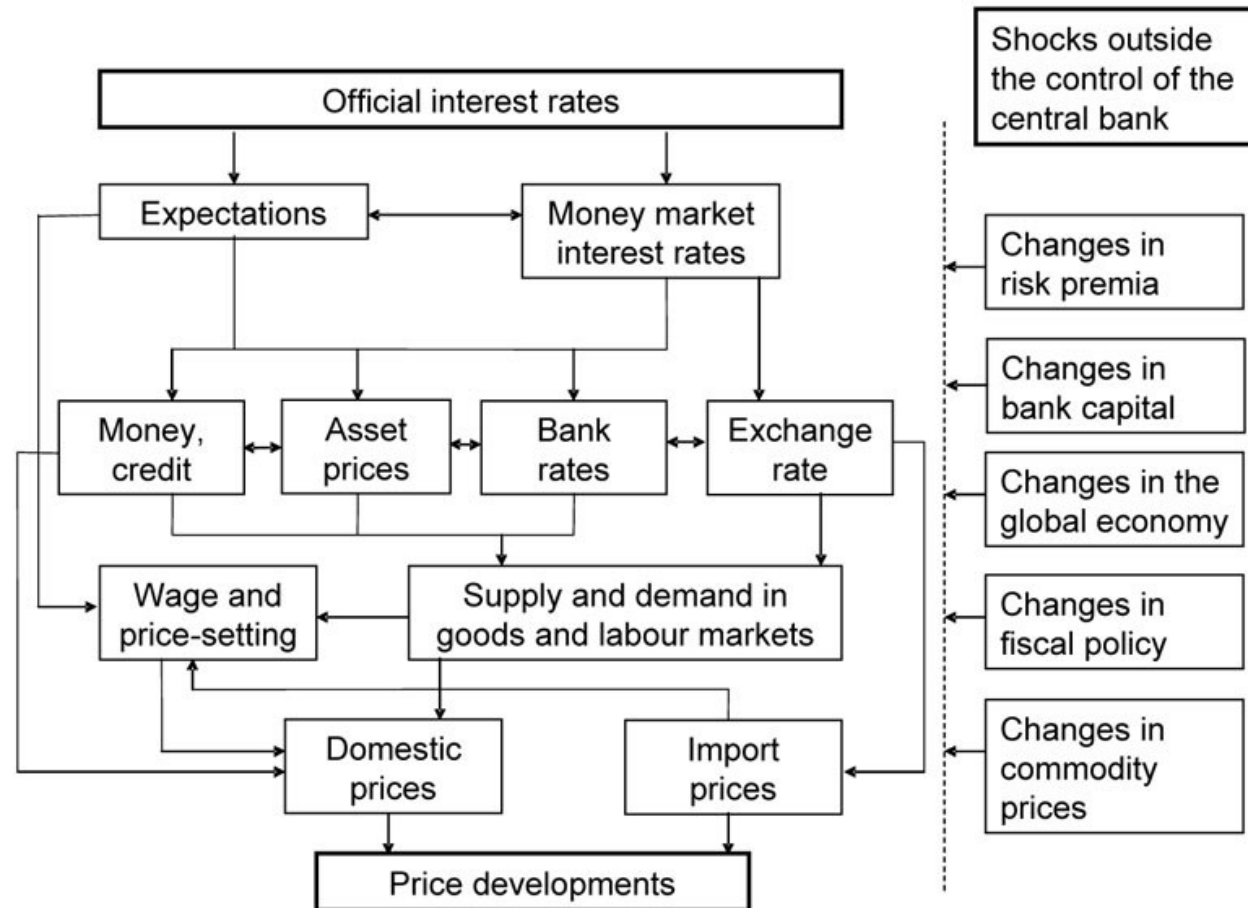 Official interest rates
Shocks outside
the control of the
central bank
Expectations
Money market
interest rates
Changes in
risk premia
Changes in
bank capital
Money,
credit
Asset
prices
Bank
rates
Exchange
rate
Changes in the
global economy
Wage and
price-setting
Supply and demand in
goods and labour markets
Changes in
fiscal policy
Domestic
prices
Import
prices
Changes in
commodity
prices
Price developments